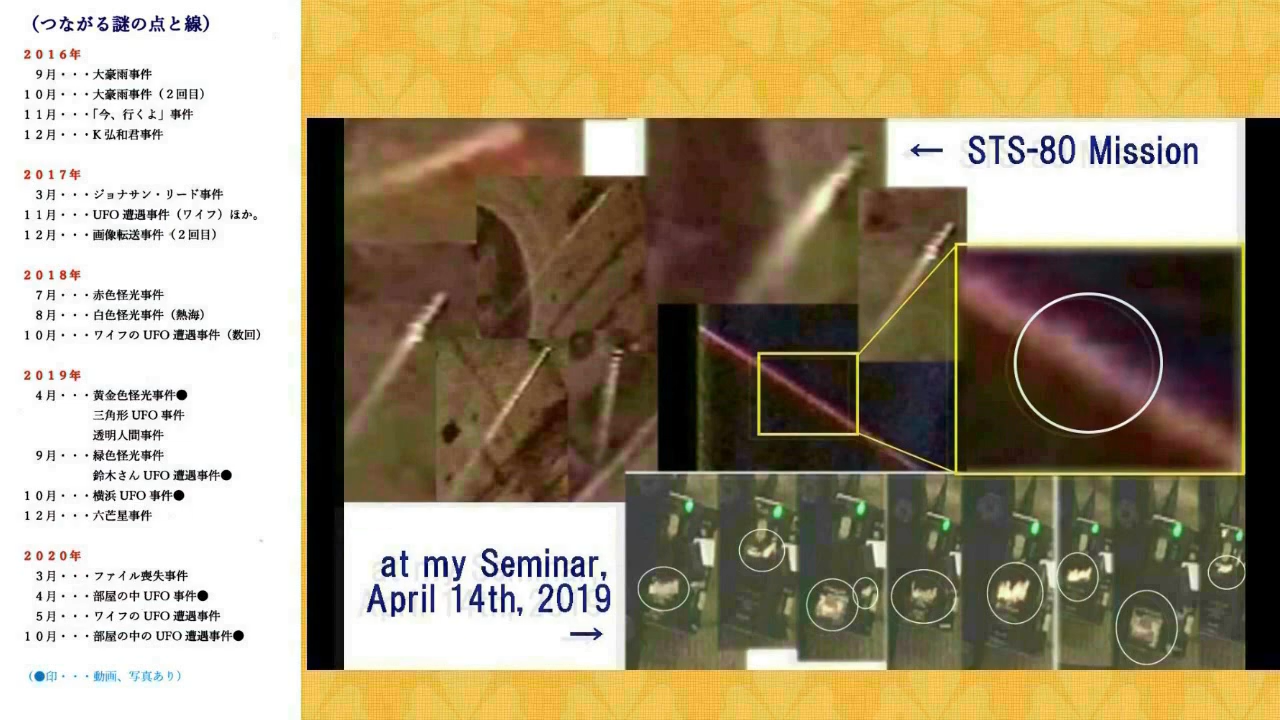 （つながる謎の点と線）
２０１６年
９月・・・大豪雨事件
１０月・・・大豪雨事件（２回目）
１１月・・・「今、行くよ」事件
１２月・・・K 弘和君事件
２０１７年
３月・・・ジョナサン・リード事件
１１月・・・UFO 遭遇事件（ワイフ）ほか。
１２月・・・画像転送事件（２回目）
２０１８年
７月・・・赤色怪光事件
８月・・・白色怪光事件（熱海）
１０月・・・ワイフの UFO 遭遇事件（数回）
２０１９年
４月・・・黄金色怪光事件●
三角形 UFO 事件
透明人間事件
９月・・・緑色怪光事件
鈴木さん UFO 遭遇事件●
１０月・・・横浜 UFO 事件●
１２月・・・六芒星事件
２０２０年
３月・・・ファイル喪失事件
４月・・・部屋の中 UFO 事件●
５月・・・ワイフの UFO 遭遇事件
１０月・・・部屋の中の UFO 遭遇事件●
（●印・・・動画、写真あり）
← STS-80 Mission
at my Seminar,
April 14th, 2019
→